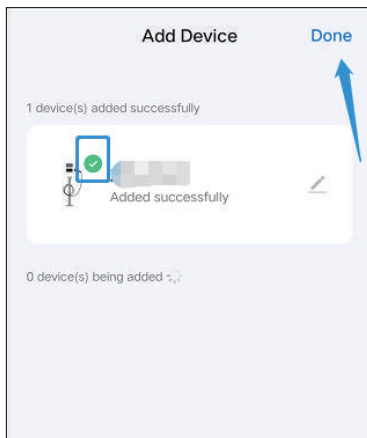 Add Device
Done
1 device(s) added successfully
Added successfully
0 device(s) being added